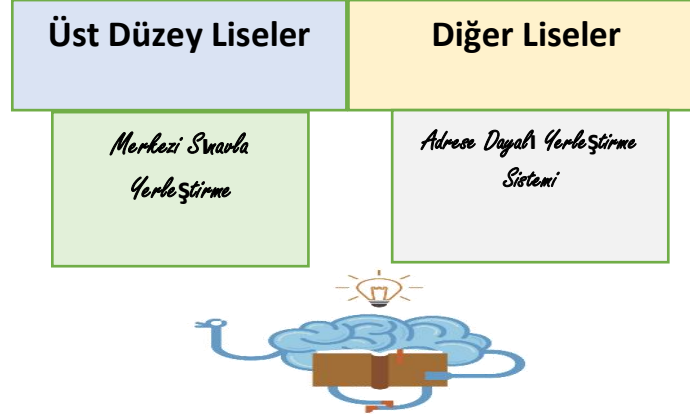 Üst Düzey Liseler
Diğer Liseler
Merkezi Sınavla
Yerleştirme
Adrese Dayalı Yerleştirme
Sistemi